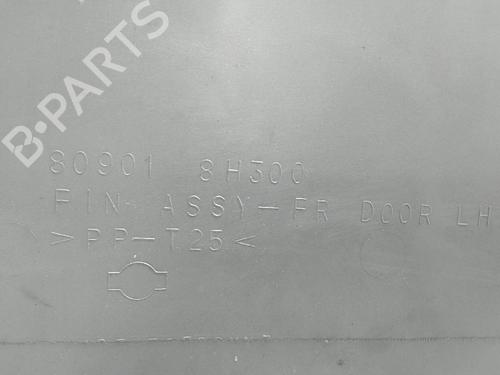 B-PARTS
80901 8H300
FIN ASSY-FR DOOR LH
>PP-T25<